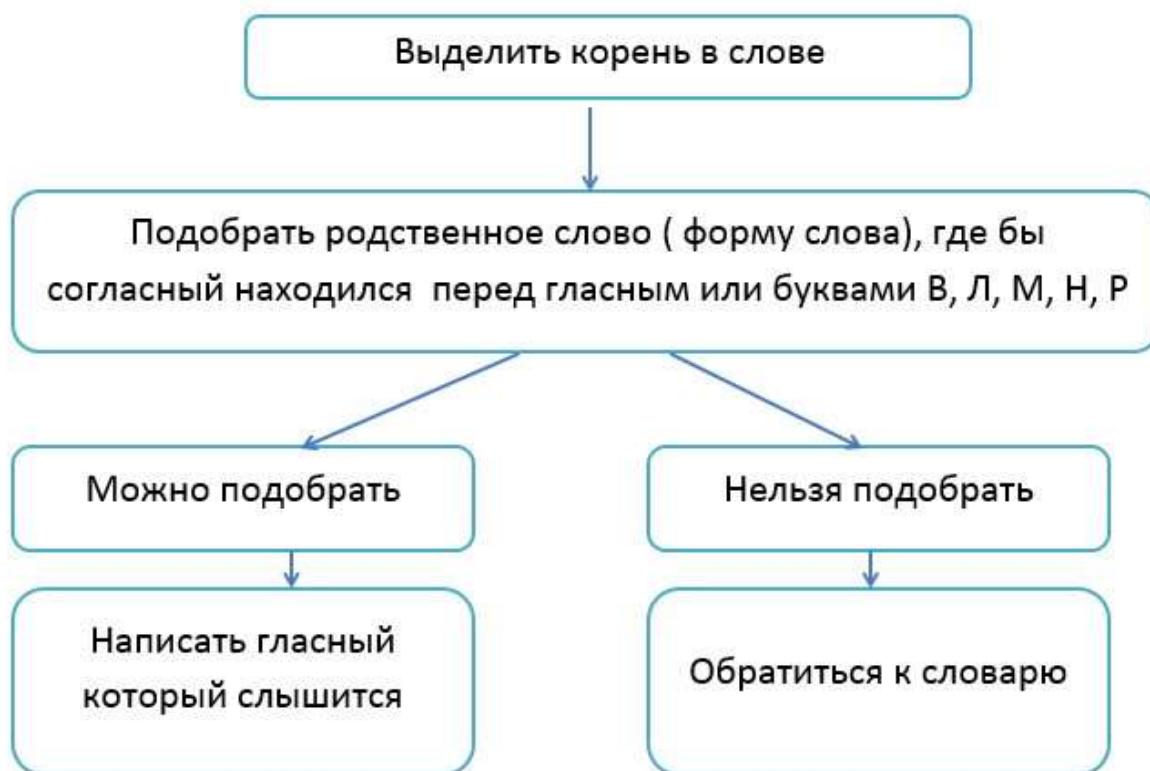 Выделить корень в слове
Подобрать родственное слово ( форму слова), где бы
согласный находился перед гласным или буквами В, Л, М, Н, Р
Можно подобрать
Нельзя подобрать
Написать гласный
который слышится
Обратиться к словарю